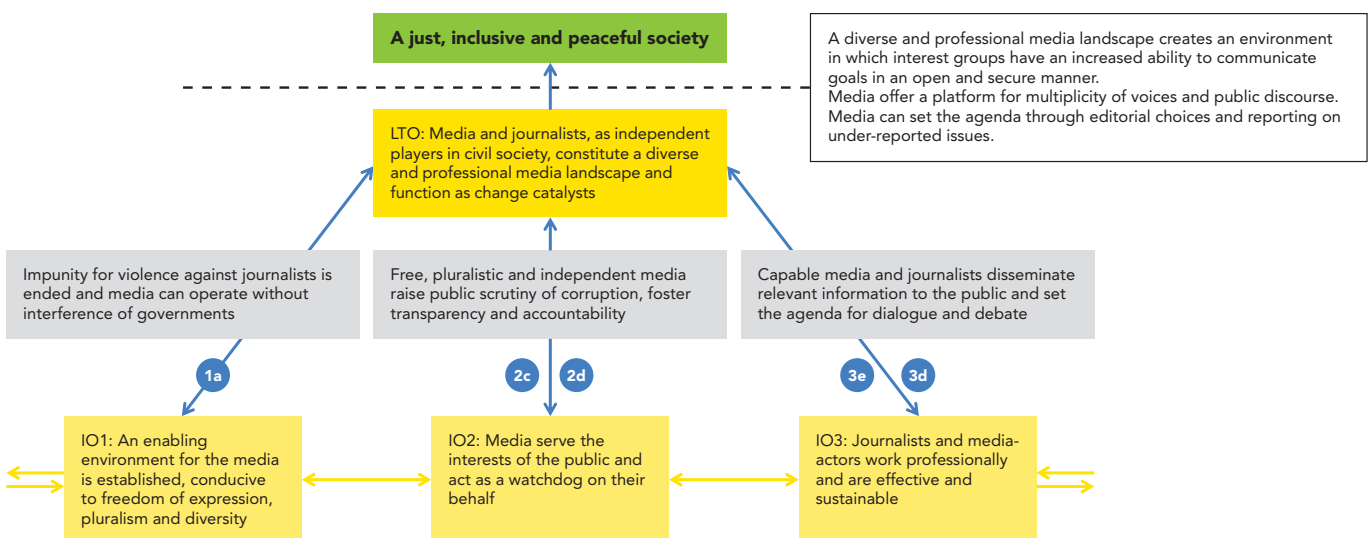 A just, inclusive and peaceful society
A diverse and professional media landscape creates an environment
in which interest groups have an increased ability to communicate
goals in an open and secure manner.
Media offer a platform for multiplicity of voices and public discourse.
Media can set the agenda through editorial choices and reporting on
under-reported issues.
LTO: Media and journalists, as independent
players in civil society, constitute a diverse
and professional media landscape and
function as change catalysts
Impunity for violence against journalists is
ended and media can operate without
interference of governments
Free, pluralistic and independent media
raise public scrutiny of corruption, foster
transparency and accountability
Capable media and journalists disseminate
relevant information to the public and set
the agenda for dialogue and debate
1a
2c
2d
3e
3d
IO1: An enabling
environment for the media
is established, conducive
to freedom of expression,
pluralism and diversity
IO2: Media serve the
interests of the public and
act as a watchdog on their
behalf
IO3: Journalists and media-
actors work professionally
and are effective and
sustainable